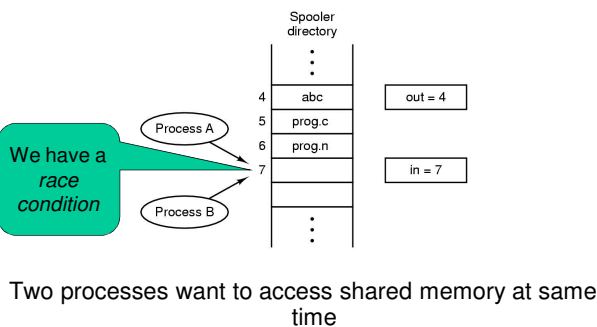 Spooler
directory
4 abc out = 4
Process A
5 prog.c
We have a
race
condition
6 prog.n
7 in = 7
Process B
Two processes want to access shared memory at same
time